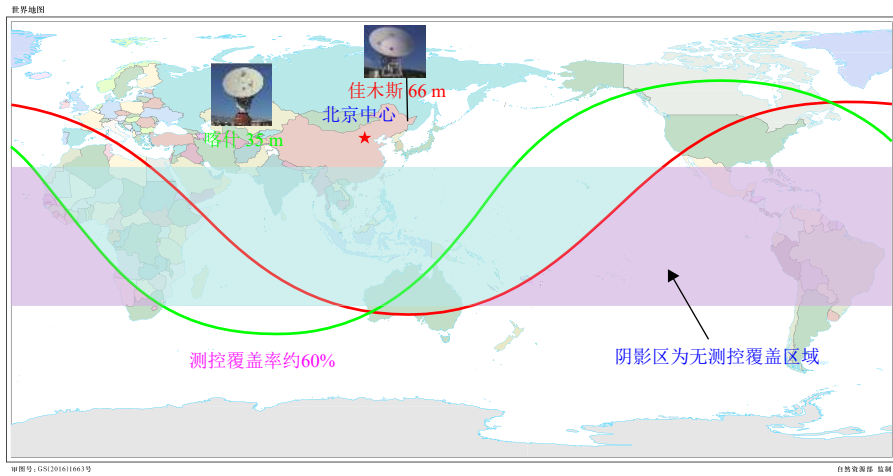 世界地图
佳木斯 66 m
北京中心
喀什 35 m
测控覆盖率约60%
阴影区为无测控覆盖区域
审图号：GS(2016)1663号
自然资源部 监制